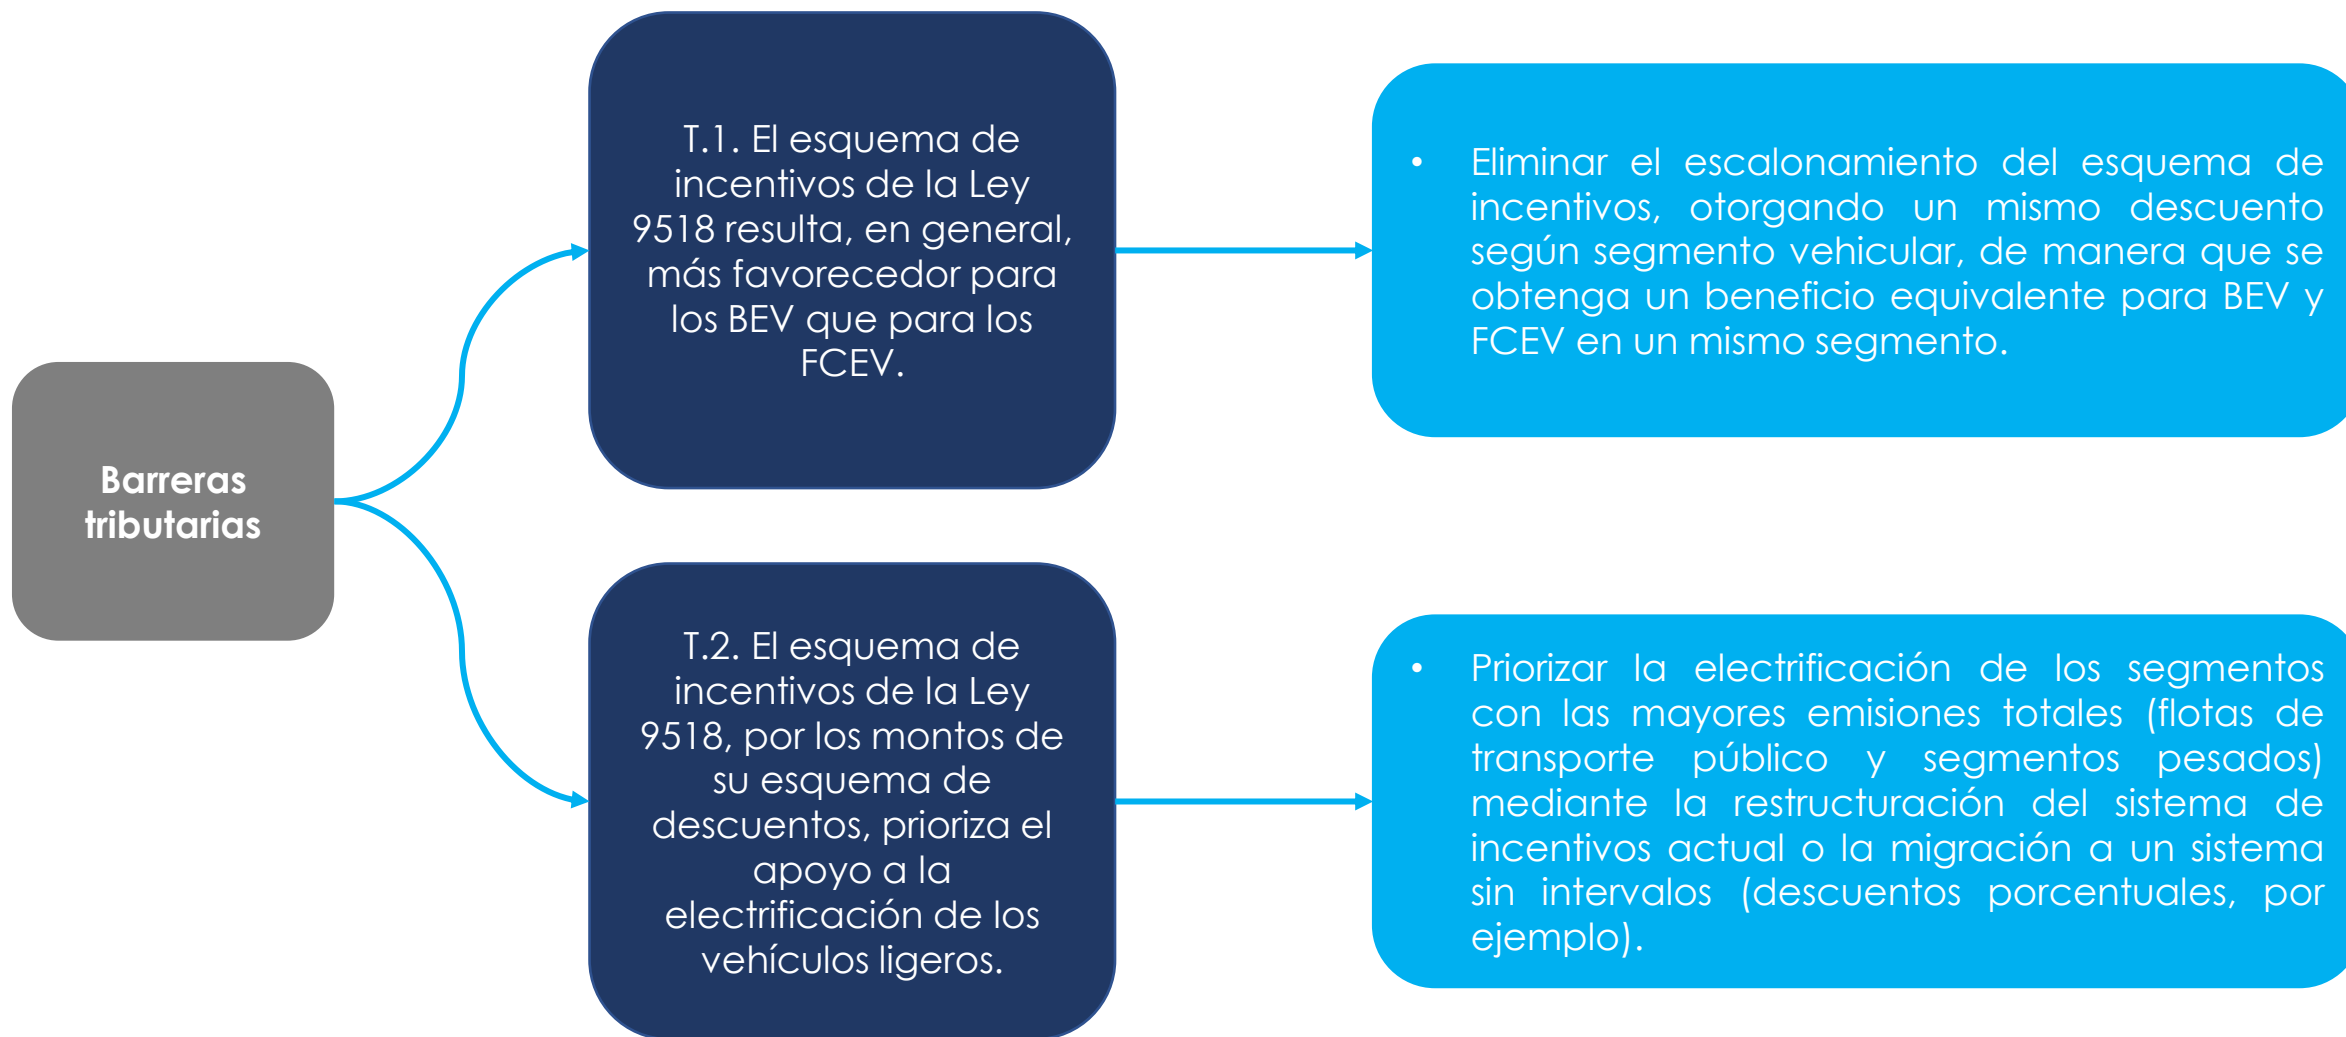 Barreras
tributarias
T.1. El esquema de
incentivos de la Ley
9518 resulta, en general,
más favorecedor para
los BEV que para los
FCEV.
• Eliminar el escalonamiento del esquema de
incentivos, otorgando un mismo descuento
según segmento vehicular, de manera que se
obtenga un beneficio equivalente para BEV y
FCEV en un mismo segmento.
T.2. El esquema de
incentivos de la Ley
9518, por los montos de
su esquema de
descuentos, prioriza el
apoyo a la
electrificación de los
vehículos ligeros.
• Priorizar la electrificación de los segmentos
con las mayores emisiones totales (flotas de
transporte público y segmentos pesados)
mediante la restructuración del sistema de
incentivos actual o la migración a un sistema
sin intervalos (descuentos porcentuales, por
ejemplo).